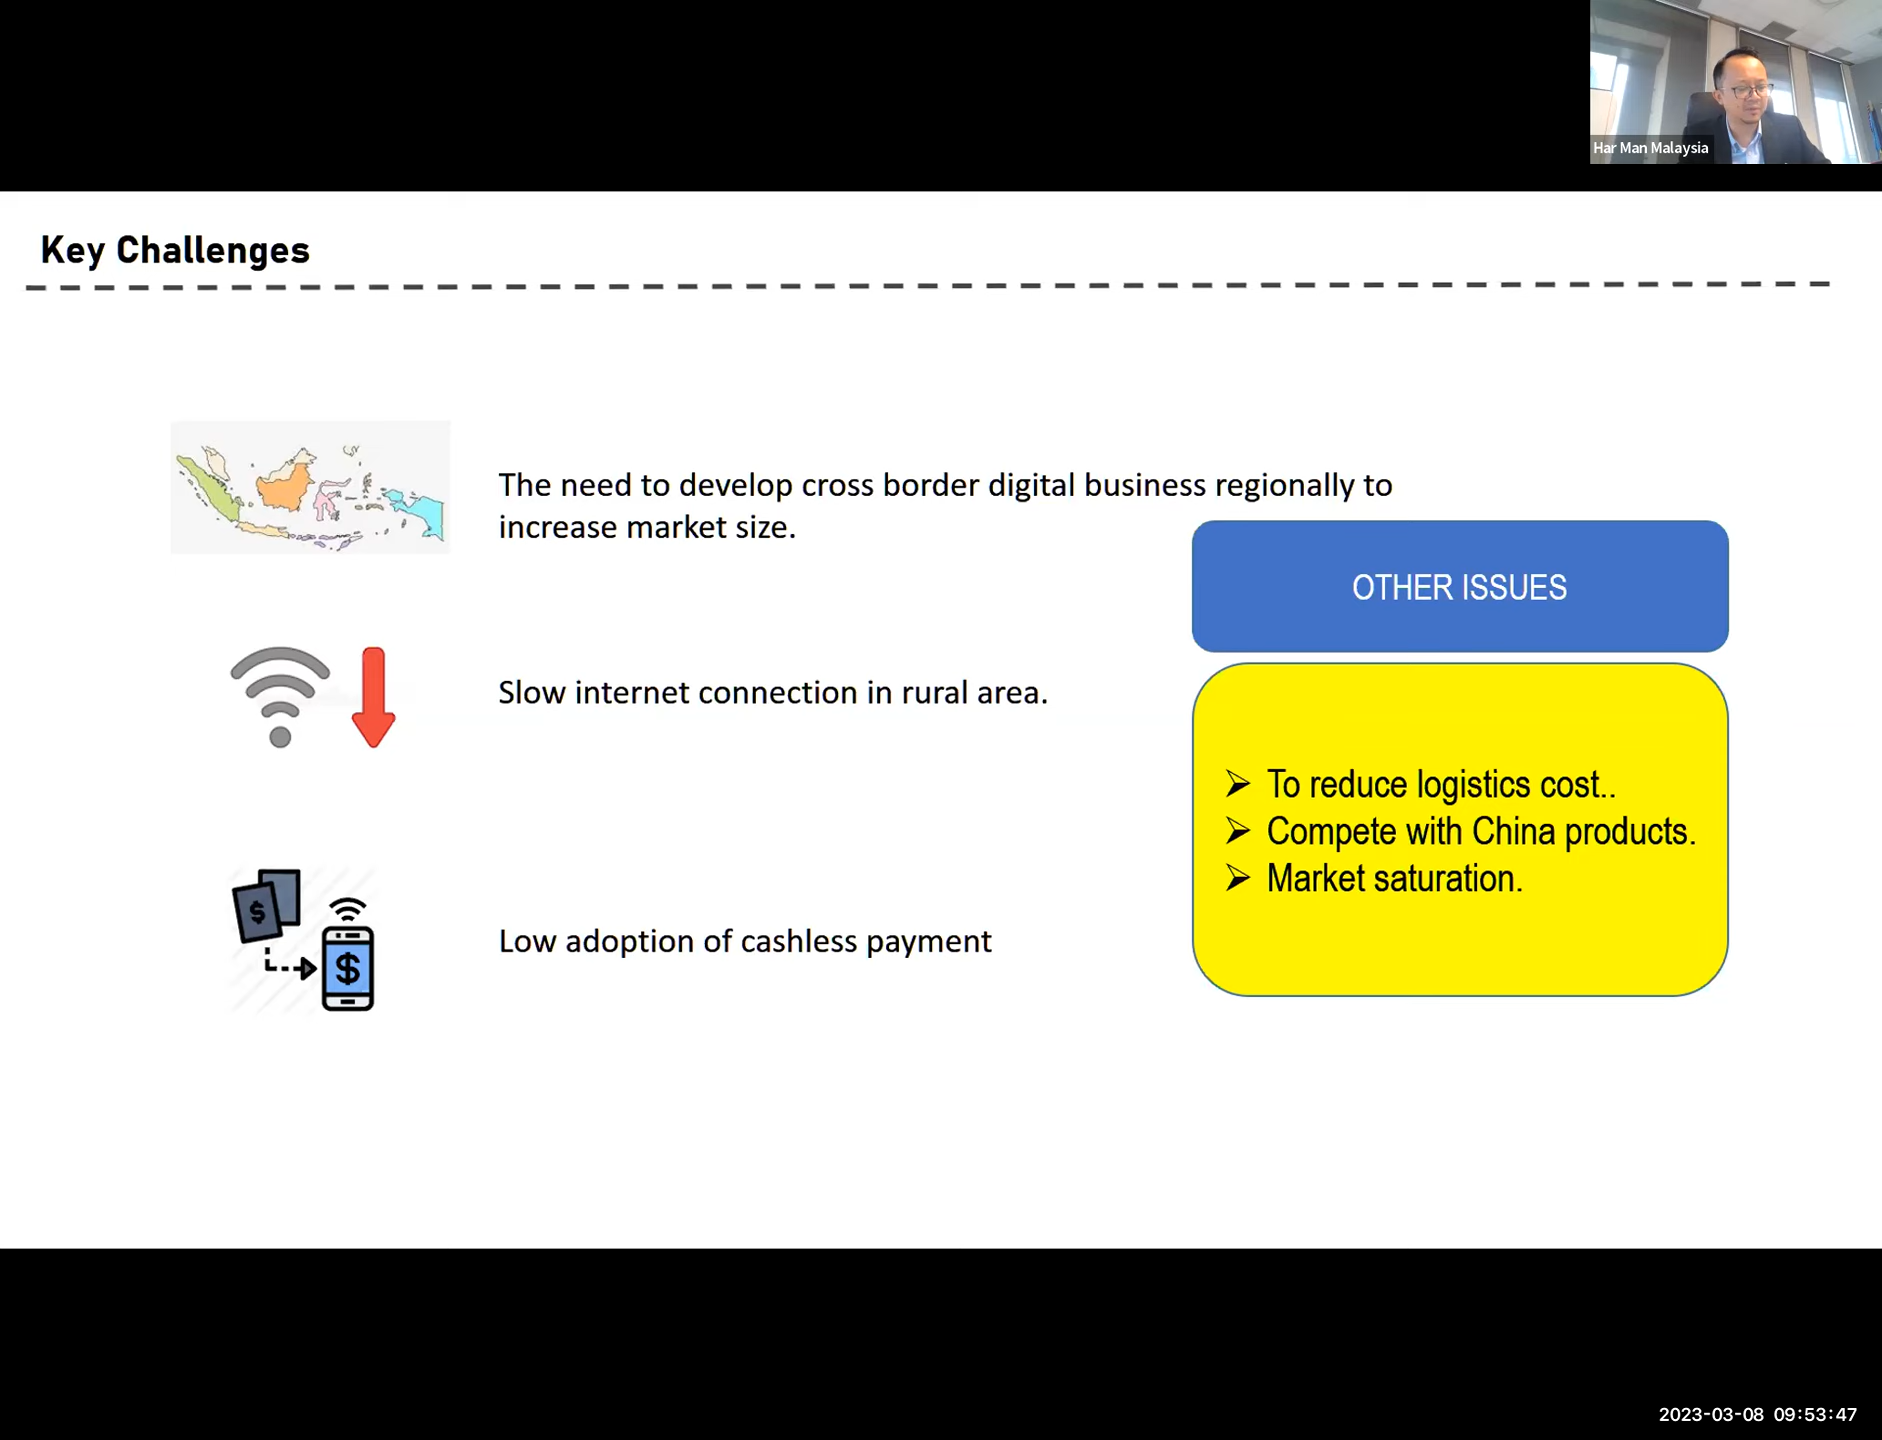 Har Man Malaysia
Key Challenges
The need to develop cross border digital business regionally to
increase market size.
Slow internet connection in rural area.
Low adoption of cashless payment
OTHER ISSUES
➢ To reduce logistics cost..
➢ Compete with China products.
➢ Market saturation.
$
$
2023-03-08 09:53:47